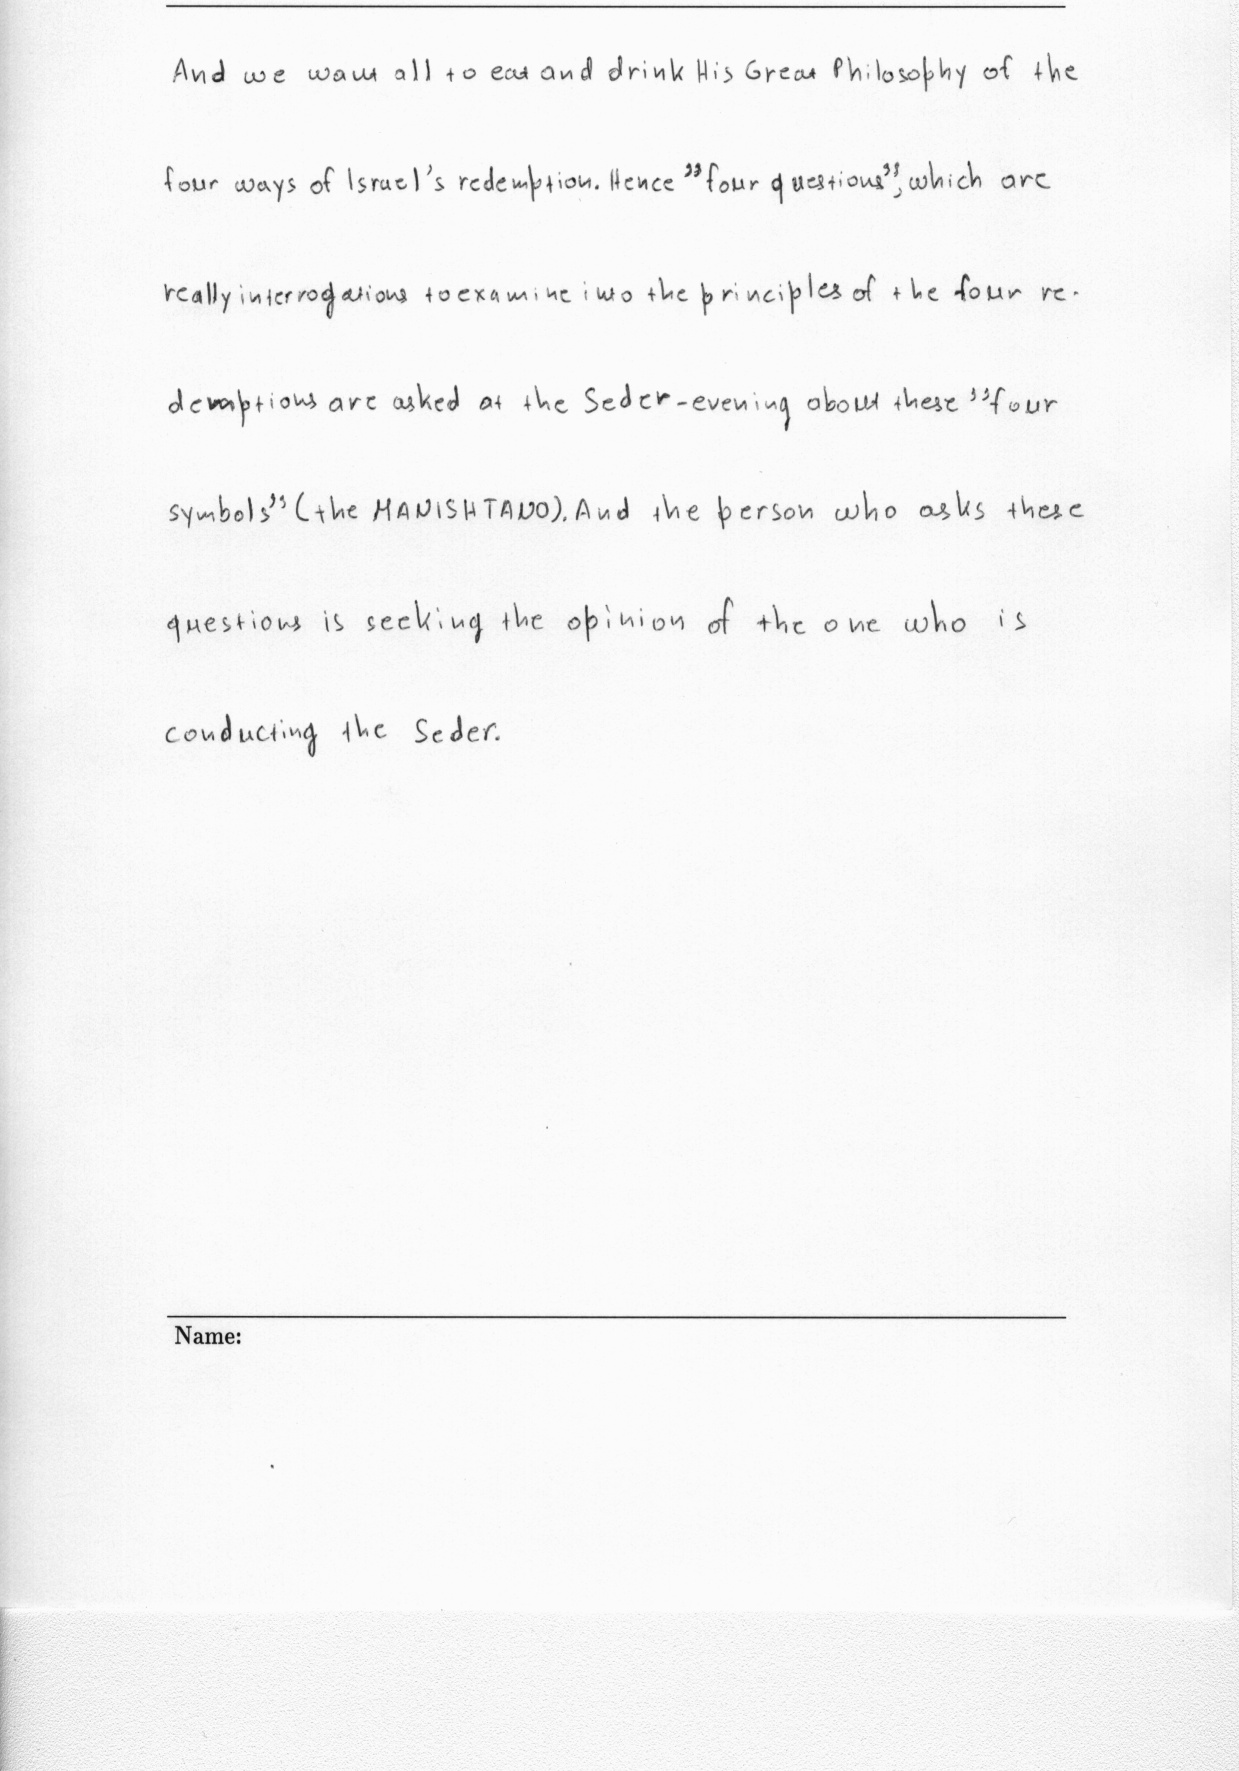 And we want all to eat and drink His Great Philosophy of the
four ways of Israel's redemption. Hence "four questions", which are
really interrogations to examine into the principles of the four re-
demptions are asked at the Seder-evening about these "four
symbols" (the MANISHTANO). And the person who asks these
questions is seeking the opinion of the one who is
conducting the Seder.
Name: